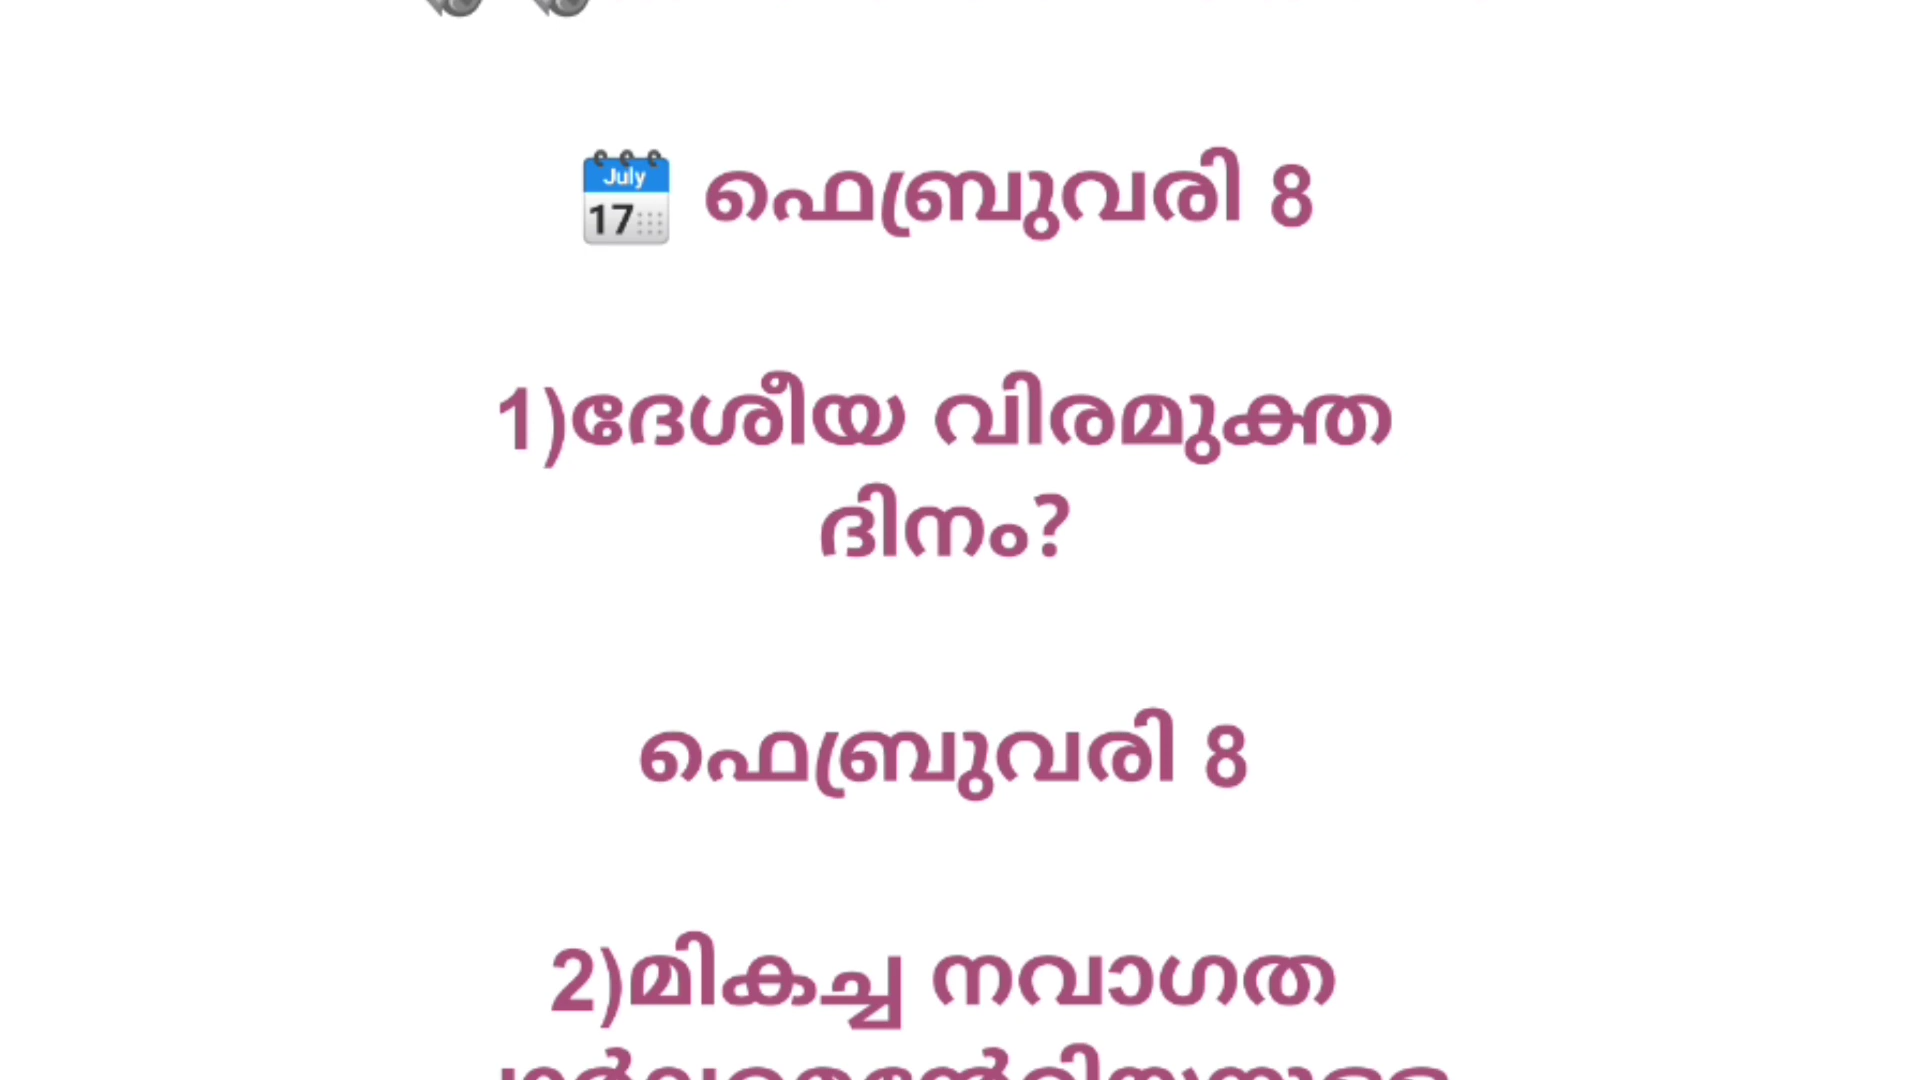 July
17
ഫെബ്രുവരി 8
1)ദേശീയ വിരമുക്ത
ദിനം?
ഫെബ്രുവരി 8
2)മികച്ച നവാഗത